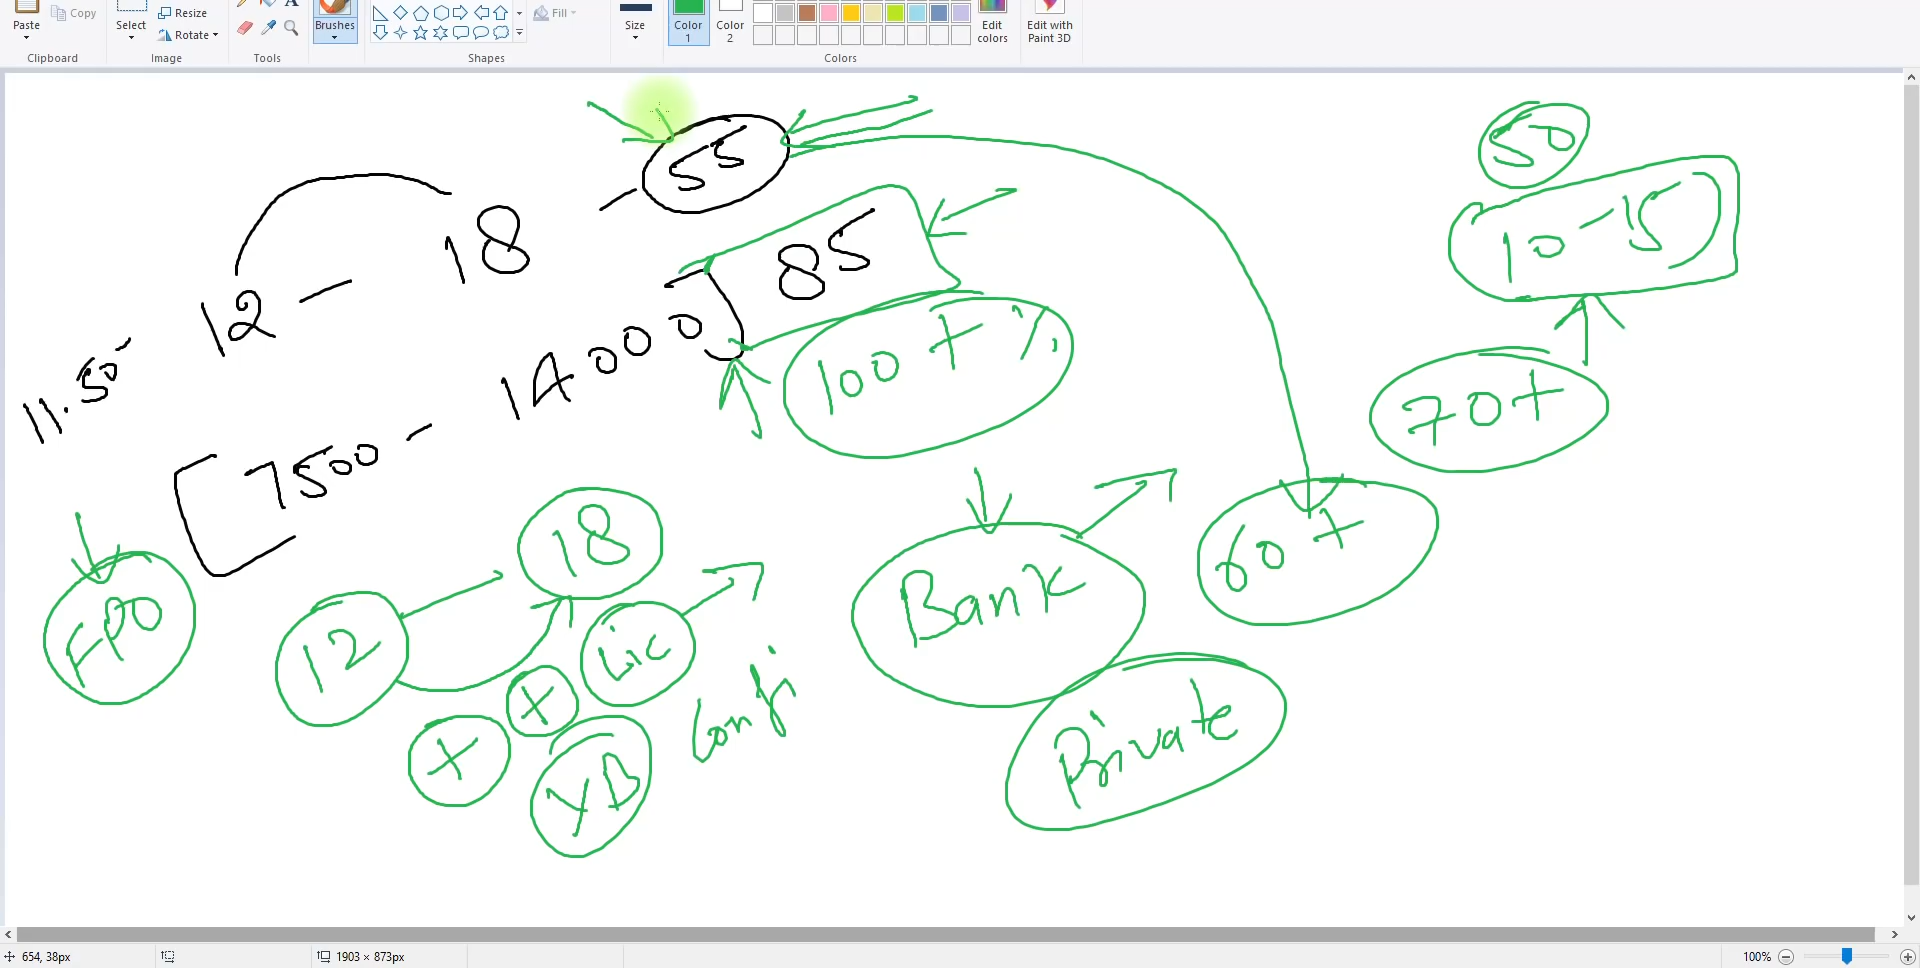 Paste
Copy
Select
Resize
Rotate
A
Brushes
Fill
Size
Color 1
Color 2
Edit colors
Edit with Paint 3D
Clipboard
Image
Tools
Shapes
Colors
55
50
18
10-15
12 -
85
11.50
14000
100+%
70+
7500 -
18
60+
Bank
FPO
12
Lic
+
Confi
Private
+
YB
654, 38px
1903 × 873px
100%